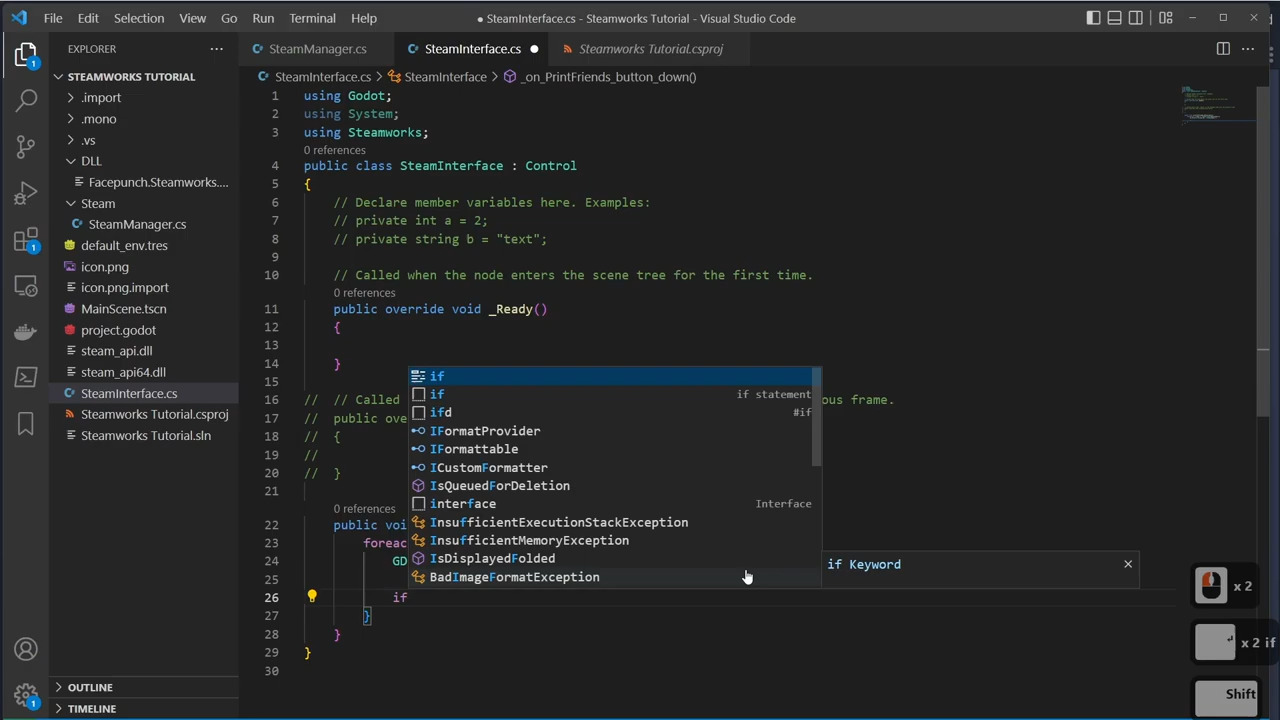 File Edit Selection View Go Run Terminal Help
● SteamInterface.cs - Steamworks Tutorial - Visual Studio Code
EXPLORER
SteamManager.cs
SteamInterface.cs
Steamworks Tutorial.csproj
STEAMWORKS TUTORIAL
SteamInterface.cs > SteamInterface > _on_PrintFriends_button_down()
.import
.mono
.vs
DLL
Facepunch.Steamworks....
Steam
SteamManager.cs
default_env.tres
icon.png
icon.png.import
MainScene.tscn
project.godot
steam_api.dll
steam_api64.dll
SteamInterface.cs
Steamworks Tutorial.csproj
Steamworks Tutorial.sln
OUTLINE
TIMELINE
1
1
1
1 using Godot;
2 using System;
3 using Steamworks;
0 references
4 public class SteamInterface : Control
5 {
6 // Declare member variables here. Examples:
7 // private int a = 2;
8 // private string b = "text";
9
10 // Called when the node enters the scene tree for the first time.
0 references
11 public override void _Ready()
12 {
13
14 }
15
16 // // Called ous frame.
17 // public ove
18 // {
19 //
20 // }
21
0 references
22 public voi
23 foreac
24 GD
25
26 if
27 }
28 }
29 }
30
if
if if statement
ifd #if
IFormatProvider
IFormattable
ICustomFormatter
IsQueuedForDeletion
interface Interface
InsufficientExecutionStackException
InsufficientMemoryException
IsDisplayedFolded
BadImageFormatException
if Keyword
x 2
x 2 if
Shift